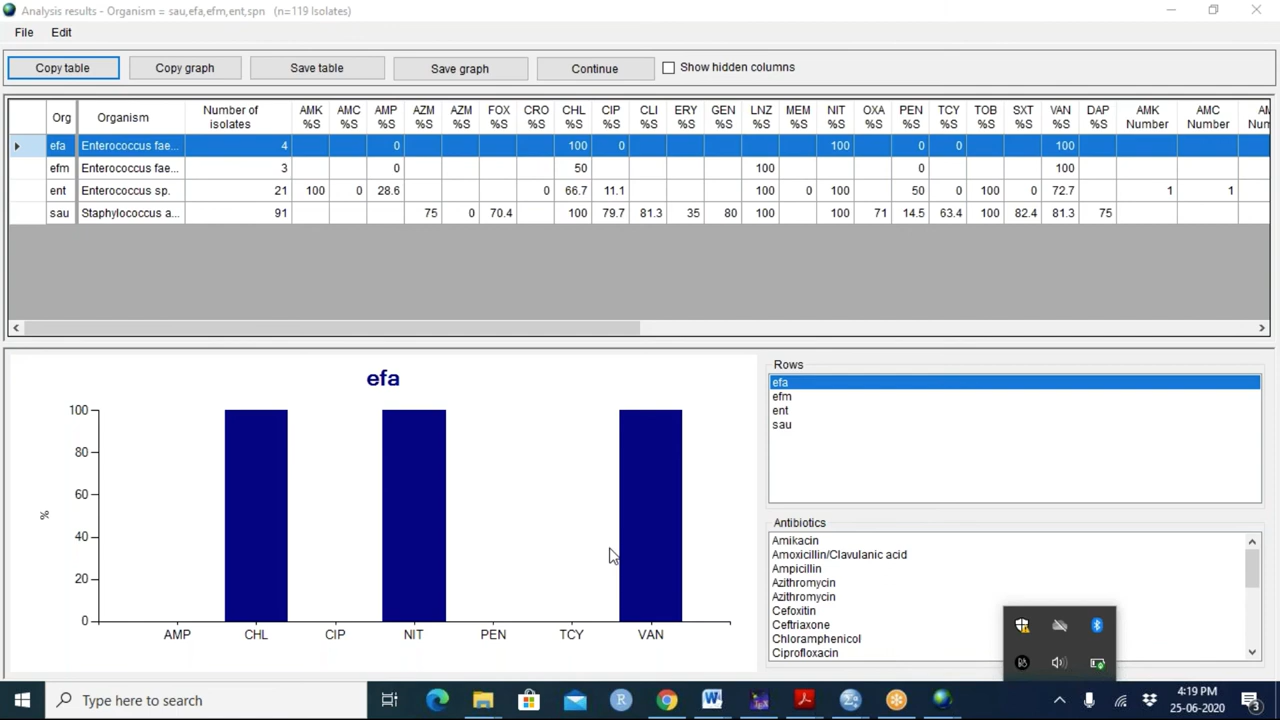 Analysis results - Organism = sau,efa,efm,ent,spn (n=119 Isolates)
File Edit
Copy table Copy graph Save table Save graph Continue Show hidden columns
Org Organism Number of isolates AMK %S AMC %S AMP %S AZM %S AZM %S FOX %S CRO %S CHL %S CIP %S CLI %S ERY %S GEN %S LNZ %S MEM %S NIT %S OXA %S PEN %S TCY %S TOB %S SXT %S VAN %S DAP %S AMK Number AMC Number
efa Enterococcus fae... 4 0 100 0 100 0 0 100
efm Enterococcus fae... 3 0 50 100 0 100
ent Enterococcus sp. 21 100 0 28.6 0 66.7 11.1 100 0 100 50 0 100 0 72.7 1 1
sau Staphylococcus a... 91 75 0 70.4 100 79.7 81.3 35 80 100 100 71 14.5 63.4 100 82.4 81.3 75
efa
%
100
80
60
40
20
0
AMP CHL CIP NIT PEN TCY VAN
Rows
efa
efm
ent
sau
Antibiotics
Amikacin
Amoxicillin/Clavulanic acid
Ampicillin
Azithromycin
Azithromycin
Cefoxitin
Ceftriaxone
Chloramphenicol
Ciprofloxacin
Type here to search
4:19 PM
25-06-2020
3